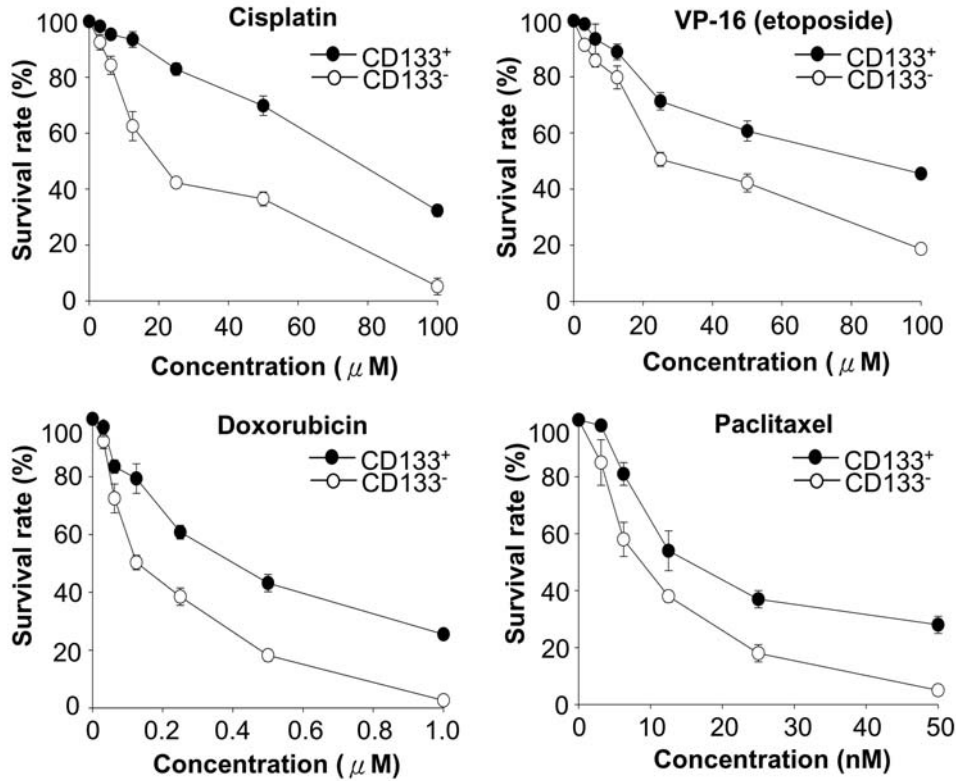 Cisplatin
CD133⁺
CD133⁻
Survival rate (%)
100
80
60
40
20
0
0 20 40 60 80 100
Concentration ( μ M)
VP-16 (etoposide)
CD133⁺
CD133⁻
Survival rate (%)
100
80
60
40
20
0
0 20 40 60 80 100
Concentration ( μ M)
Doxorubicin
CD133⁺
CD133⁻
Survival rate (%)
100
80
60
40
20
0
0 0.2 0.4 0.6 0.8 1.0
Concentration ( μ M)
Paclitaxel
CD133⁺
CD133⁻
Survival rate (%)
100
80
60
40
20
0
0 10 20 30 40 50
Concentration (nM)